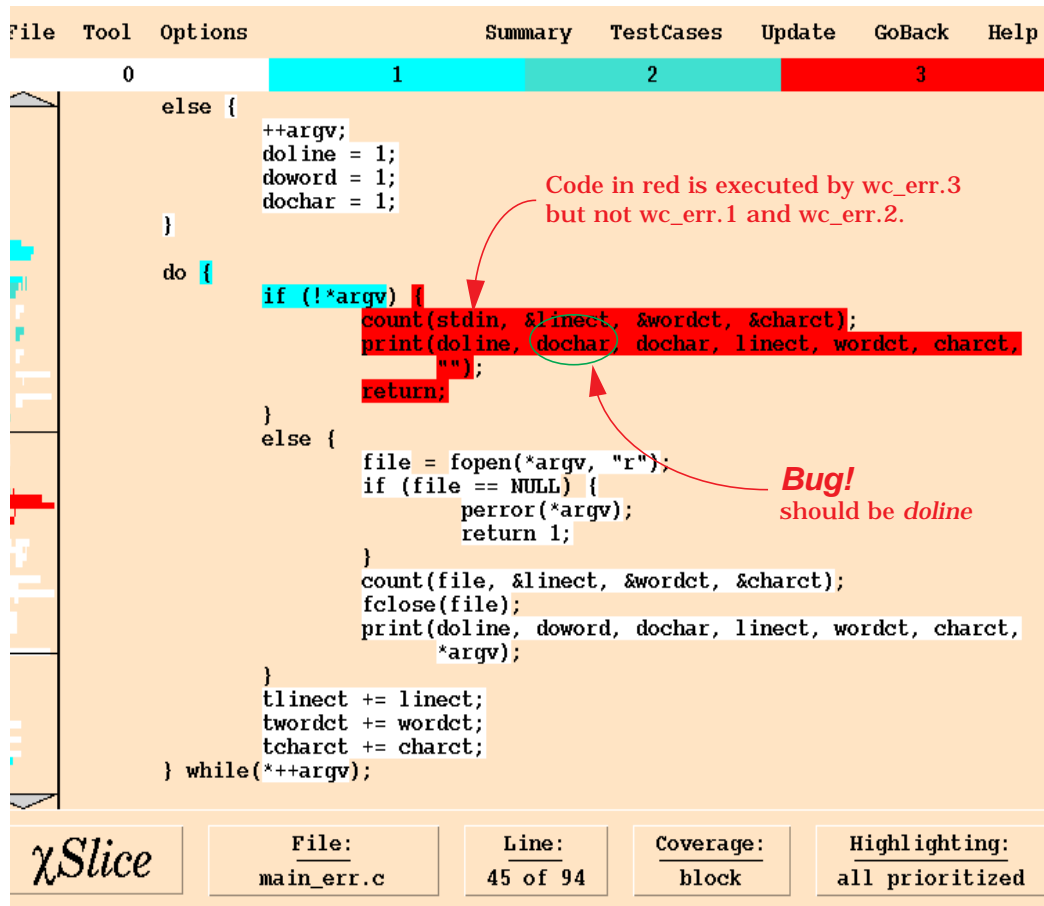 File Tool Options Summary TestCases Update GoBack Help
0 1 2 3
else {
++argv;
doline = 1;
doword = 1;
dochar = 1;
}
Code in red is executed by wc_err.3
but not wc_err.1 and wc_err.2.
do {
if (!*argv) {
count(stdin, &linect, &wordct, &charct);
print(doline, dochar, dochar, linect, wordct, charct,
"");
return;
}
else {
file = fopen(*argv, "r");
if (file == NULL) {
perror(*argv);
return 1;
}
Bug!
should be doline
count(file, &linect, &wordct, &charct);
fclose(file);
print(doline, doword, dochar, linect, wordct, charct,
*argv);
}
tlinect += linect;
twordct += wordct;
tcharct += charct;
} while(*++argv);
χSlice
File:
main_err.c
Line:
45 of 94
Coverage:
block
Highlighting:
all prioritized